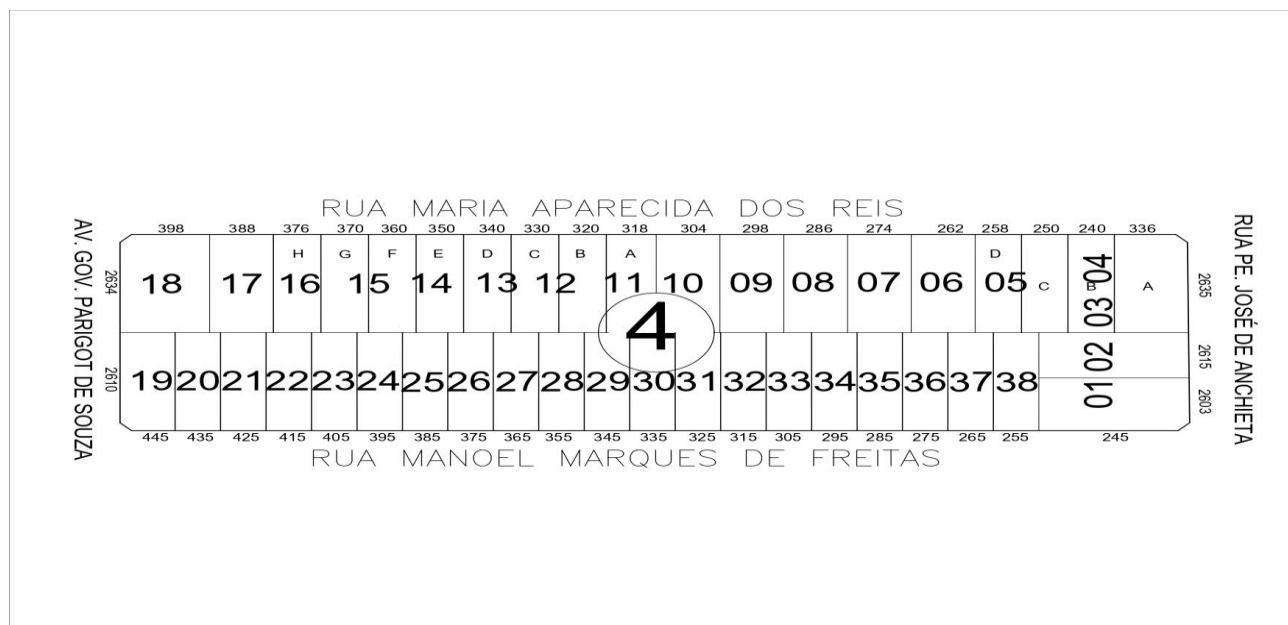 RUA MARIA APARECIDA DOS REIS
398 388 376 370 360 350 340 330 320 318 304 298 286 274 262 258 250 240 336
H G F E D C B A D
18 17 16 15 14 13 12 11 10 09 08 07 06 05 04 03
C B A
2634
2635
AV. GOV. PARIGOT DE SOUZA
RUA PE. JOSÉ DE ANCHIETA
4
2610
2615
2603
19 20 21 22 23 24 25 26 27 28 29 30 31 32 33 34 35 36 37 38 02 01
445 435 425 415 405 395 385 375 365 355 345 335 325 315 305 295 285 275 265 255 245
RUA MANOEL MARQUES DE FREITAS